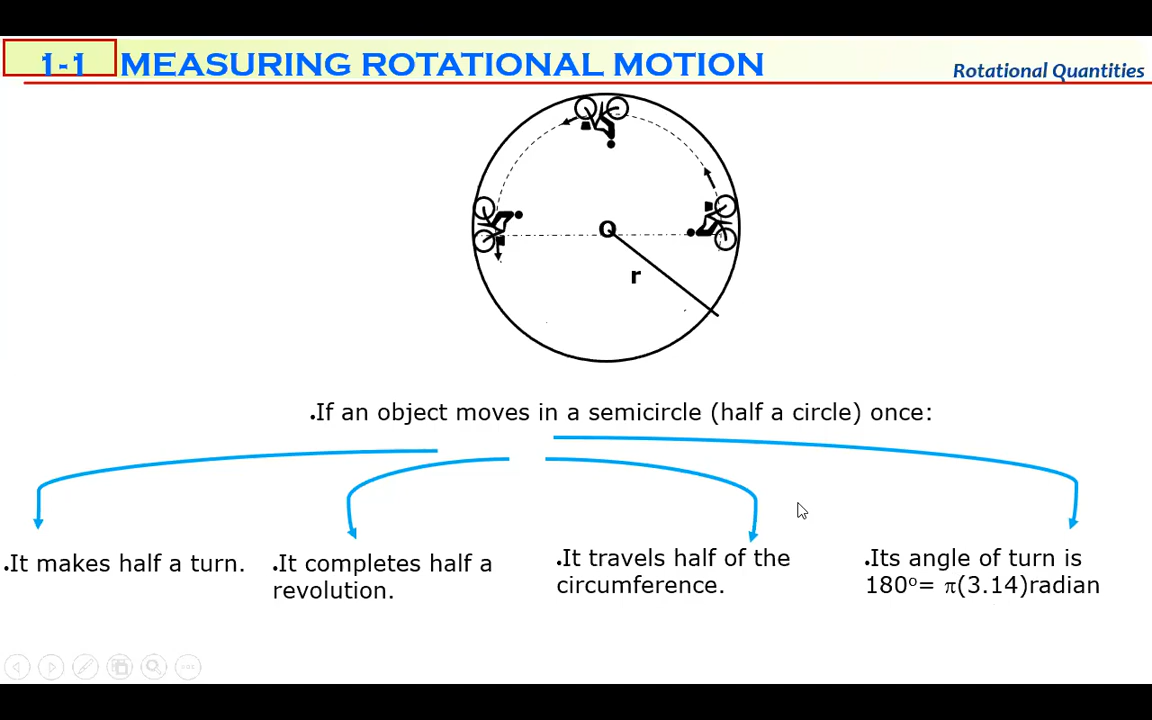 1-1 MEASURING ROTATIONAL MOTION
Rotational Quantities
O
r
•If an object moves in a semicircle (half a circle) once:
•It makes half a turn.
•It completes half a
revolution.
•It travels half of the
circumference.
•Its angle of turn is
180º= π(3.14)radian